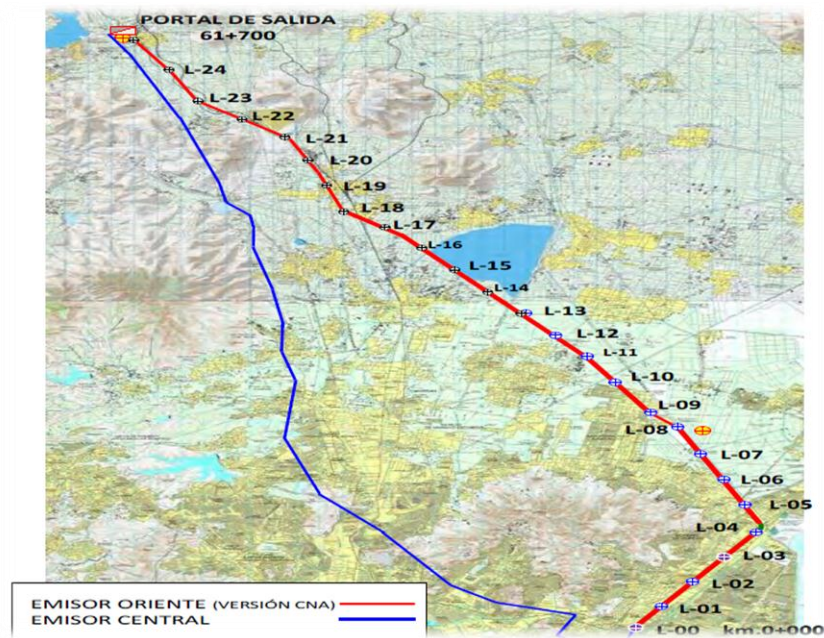 PORTAL DE SALIDA
61+700
L-24
L-23
L-22
L-21
L-20
L-19
L-18
L-17
L-16
L-15
L-14
L-13
L-12
L-11
L-10
L-09
L-08
L-07
L-06
L-05
L-04
L-03
L-02
L-01
L-00 km.0+000
EMISOR ORIENTE (VERSIÓN CNA)
EMISOR CENTRAL